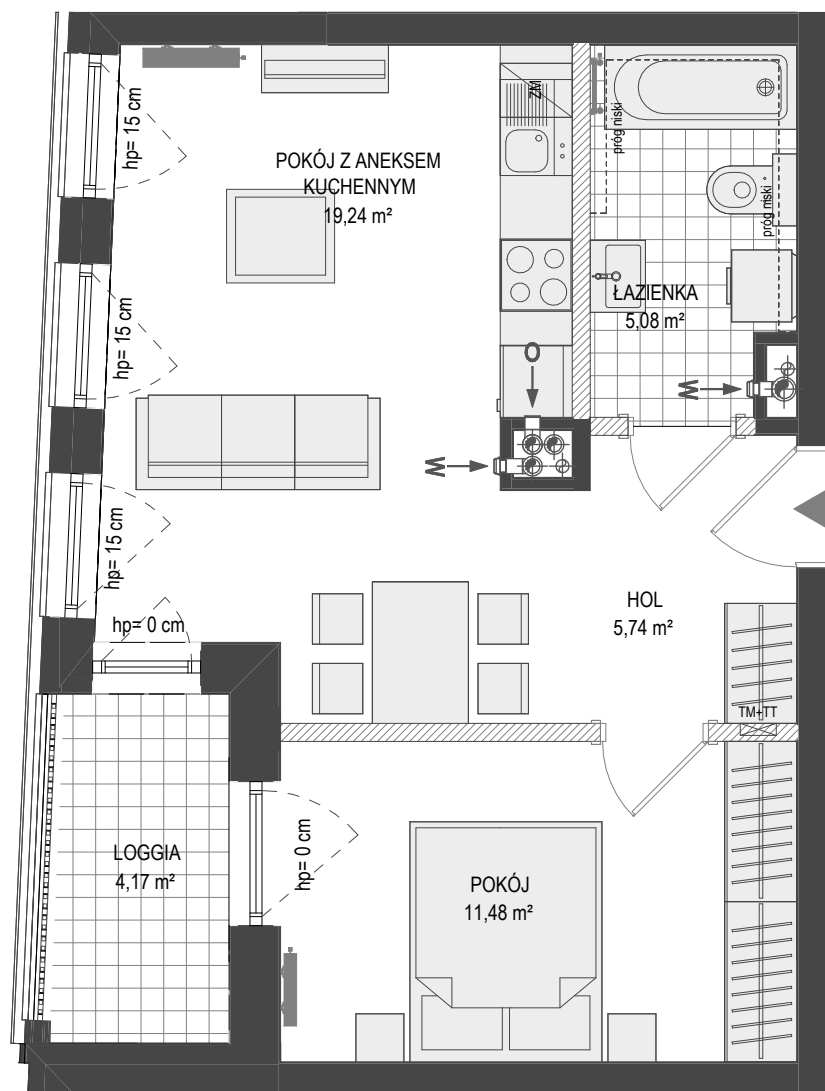 hp= 15 cm
POKÓJ Z ANEKSEM
KUCHENNYM
19,24 m²
ZM
próg niski
próg niski
ŁAZIENKA
5,08 m²
hp= 15 cm
O
W
W
hp= 15 cm
hp= 0 cm
HOL
5,74 m²
TM+TT
LOGGIA
4,17 m²
hp= 0 cm
POKÓJ
11,48 m²